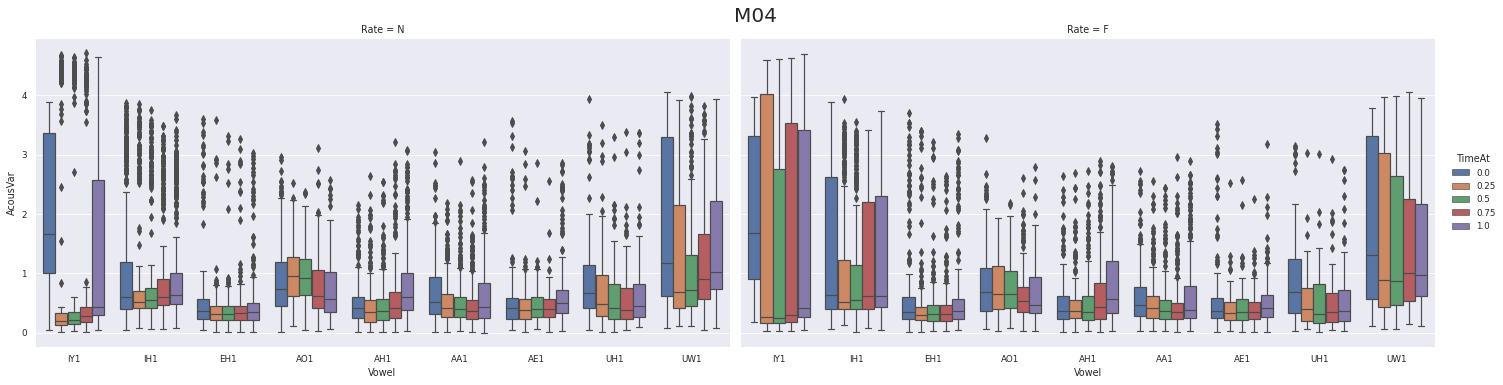 M04
Rate = N
Rate = F
AcousVar
4
3
2
1
0
IY1 IH1 EH1 AO1 AH1 AA1 AE1 UH1 UW1
Vowel
IY1 IH1 EH1 AO1 AH1 AA1 AE1 UH1 UW1
Vowel
TimeAt
0.0
0.25
0.5
0.75
1.0